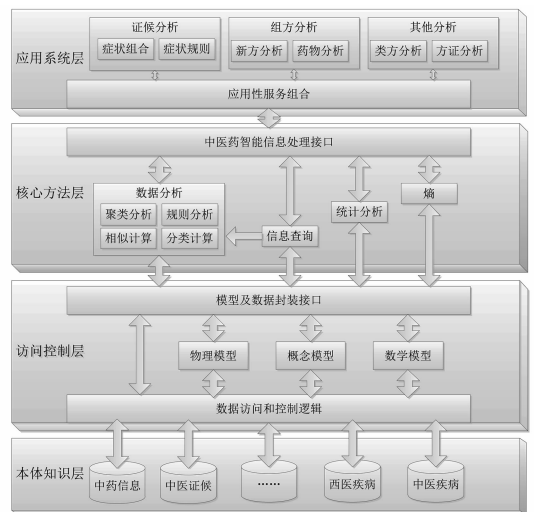 应用系统层
证候分析
症状组合 症状规则
组方分析
新方分析 药物分析
其他分析
类方分析 方证分析
应用性服务组合
核心方法层
中医药智能信息处理接口
数据分析
聚类分析 规则分析
相似计算 分类计算
信息查询
统计分析
熵
访问控制层
模型及数据封装接口
物理模型
概念模型
数学模型
数据访问和控制逻辑
本体知识层
中药信息
中医证候
……
西医疾病
中医疾病